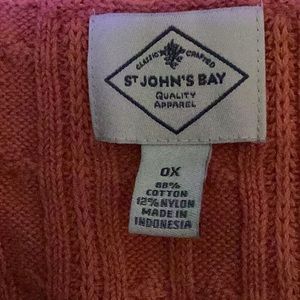 CLASSIC CRAFTED
ST JOHN'S BAY
QUALITY
APPAREL
0X
88%
COTTON
12% NYLON
MADE IN
INDONESIA